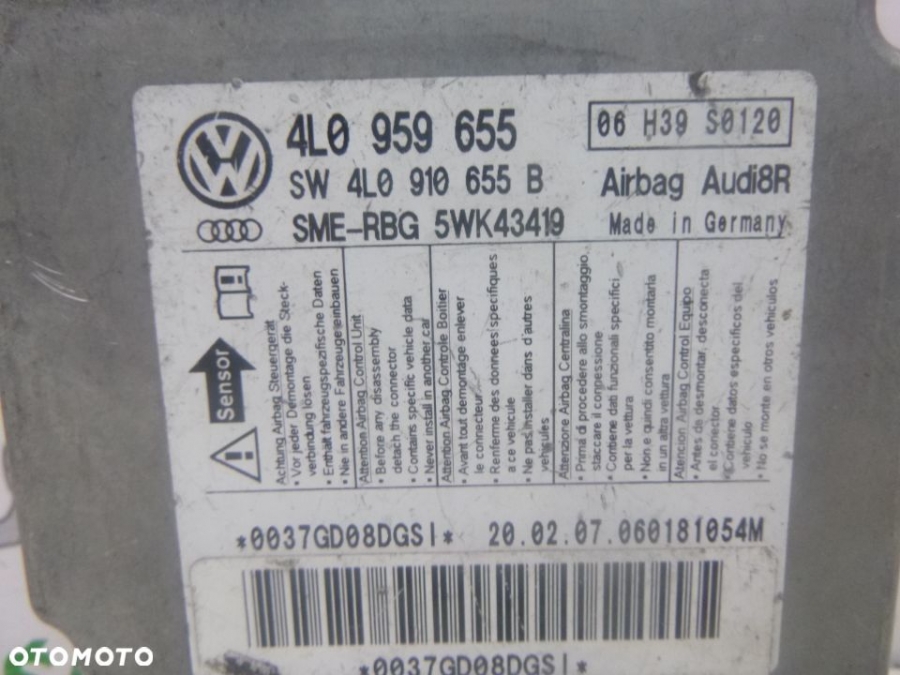 4L0 959 655
06 H39 S0120
SW 4L0 910 655 B
Airbag Audi8R
SME-RBG 5WK43419
Made in Germany
Sensor
Achtung Airbag Steuergerät
• Vor jeder Demontage die Steck-
verbindung lösen
• Enthält fahrzeugspezifische Daten
• Nie in andere Fahrzeuge einbauen
Attention Airbag Control Unit
• Before any disassembly
detach the connector
• Contains specific vehicle data
• Never install in another car
Attention Airbag Controle Boitier
• Avant tout demontage enlever
le connecteur
• Renferme des donnees specifiques
a ce vehicule
• Ne pas installer dans d'autres
vehicules
Attenzione Airbag Centralina
• Prima di procedere allo smontaggio,
staccare il connessione
• Contiene dati funzionali specifici
per la vettura
• Non e quindi consentito montarla
in un altra vettura
Atencion Airbag Control Equipo
• Antes da desmontar, desconecta
el conector
• Contiene datos especificos del
vehiculo
• No se monte en otros vehiculos
*0037GD08DGSI* 20.02.07.060181054M
*0037GD08DGSI*
OTOMOTO